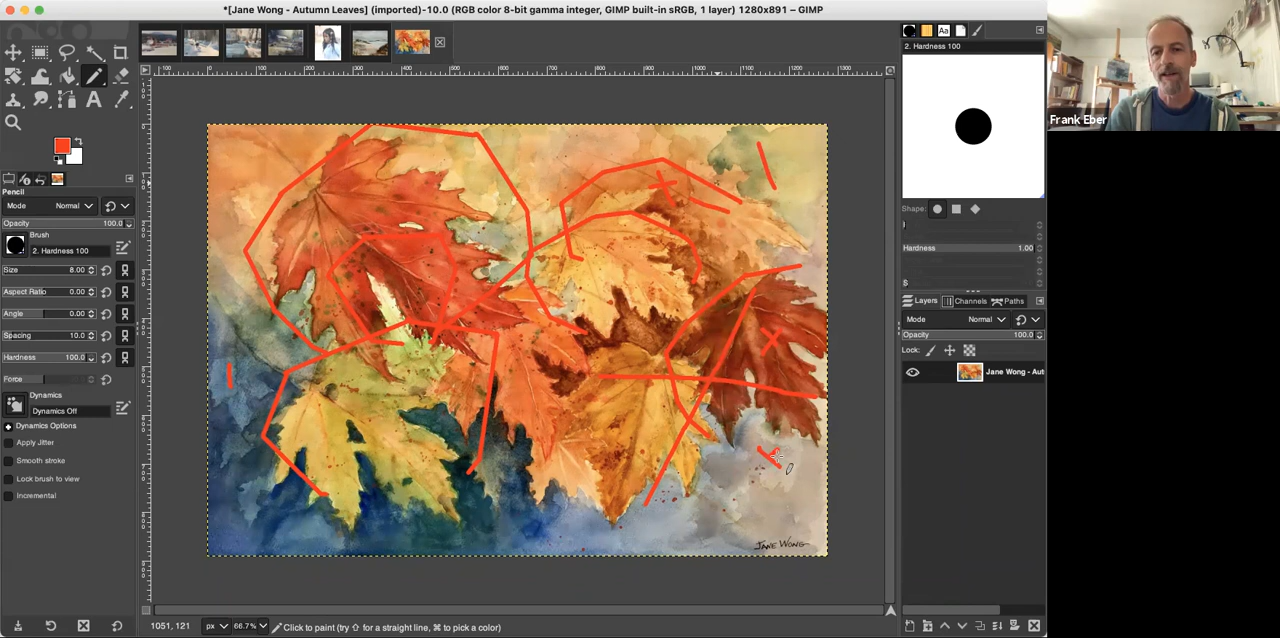 *[Jane Wong - Autumn Leaves] (imported)-10.0 (RGB color 8-bit gamma integer, GIMP built-in sRGB, 1 layer) 1280x891 – GIMP
Pencil
Mode Normal
Opacity 100.0
Brush
2. Hardness 100
Size 8.00
Aspect Ratio 0.00
Angle 0.00
Spacing 10.0
Hardness 100.0
Force
Dynamics
Dynamics Off
Dynamics Options
Apply Jitter
Smooth stroke
Lock brush to view
Incremental
JANE WONG
1051, 121 px 66.7% Click to paint (try ⇧ for a straight line, ⌘ to pick a color)
Aa
2. Hardness 100
Shape:
Hardness 1.00
Layers Channels Paths
Mode Normal
Opacity 100.0
Lock:
Jane Wong - Aut
Frank Eber